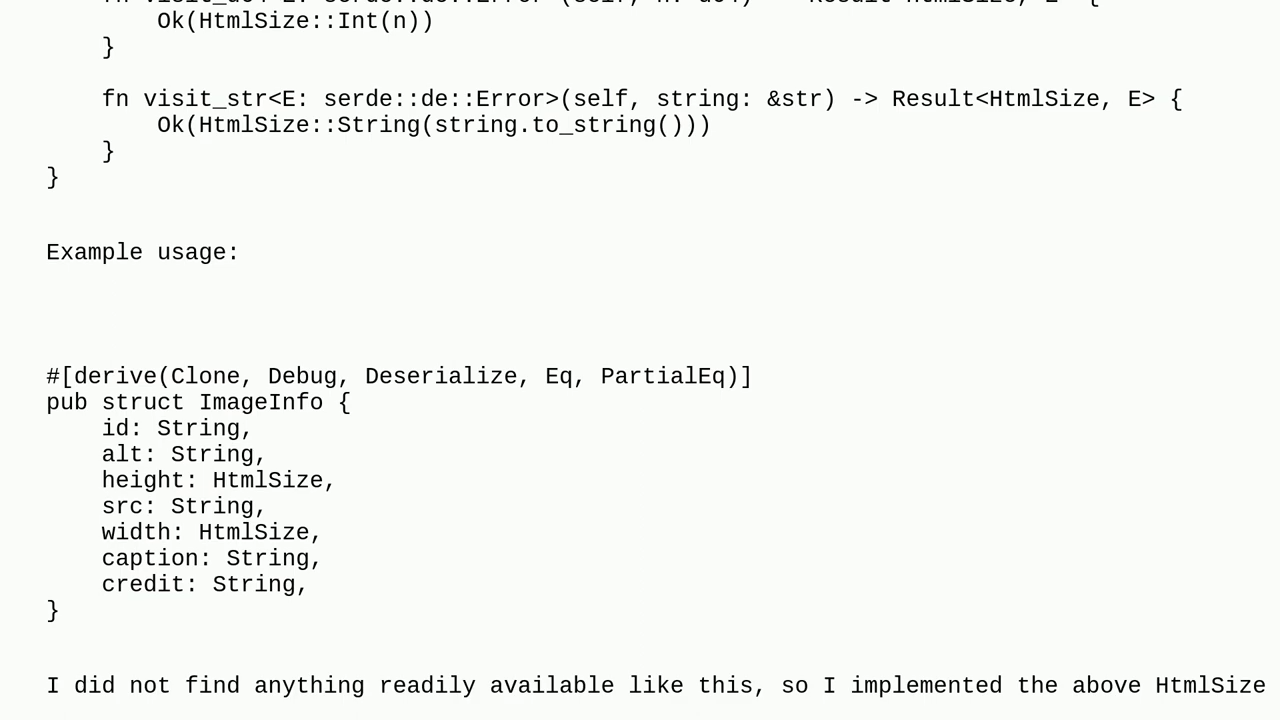 Ok(HtmlSize::Int(n))
    }
    fn visit_str<E: serde::de::Error>(self, string: &str) -> Result<HtmlSize, E> {
        Ok(HtmlSize::String(string.to_string()))
    }
}
Example usage:
#[derive(Clone, Debug, Deserialize, Eq, PartialEq)]
pub struct ImageInfo {
    id: String,
    alt: String,
    height: HtmlSize,
    src: String,
    width: HtmlSize,
    caption: String,
    credit: String,
}
I did not find anything readily available like this, so I implemented the above HtmlSize